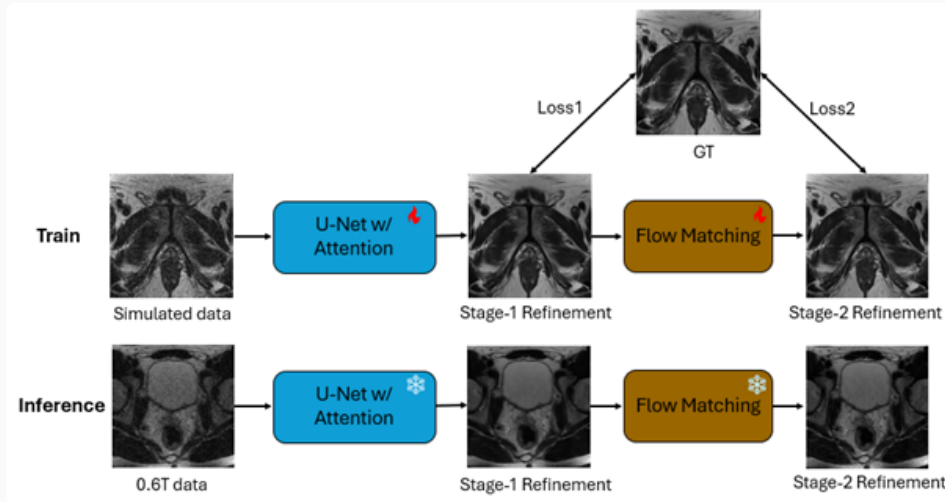 Loss1
Loss2
GT
Train
U-Net w/
Attention
Flow Matching
Simulated data
Stage-1 Refinement
Stage-2 Refinement
Inference
U-Net w/
Attention
Flow Matching
0.6T data
Stage-1 Refinement
Stage-2 Refinement